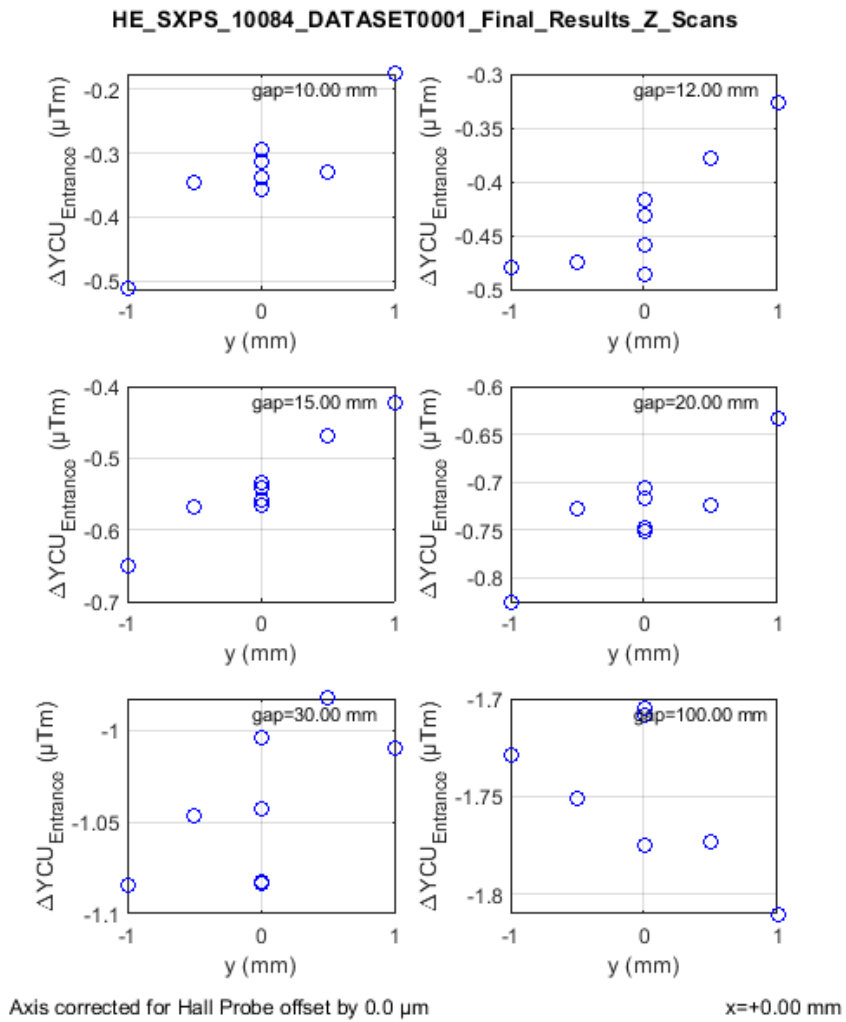 HE_SXPS_10084_DATASET0001_Final_Results_Z_Scans
gap=10.00 mm
-0.2
-0.3
-0.4
-0.5
ΔYCU_Entrance (µTm)
-1 0 1
y (mm)
gap=12.00 mm
-0.3
-0.35
-0.4
-0.45
-0.5
ΔYCU_Entrance (µTm)
-1 0 1
y (mm)
gap=15.00 mm
-0.4
-0.5
-0.6
-0.7
ΔYCU_Entrance (µTm)
-1 0 1
y (mm)
gap=20.00 mm
-0.6
-0.65
-0.7
-0.75
-0.8
ΔYCU_Entrance (µTm)
-1 0 1
y (mm)
gap=30.00 mm
-1
-1.05
-1.1
ΔYCU_Entrance (µTm)
-1 0 1
y (mm)
gap=100.00 mm
-1.7
-1.75
-1.8
ΔYCU_Entrance (µTm)
-1 0 1
y (mm)
Axis corrected for Hall Probe offset by 0.0 µm
x=+0.00 mm